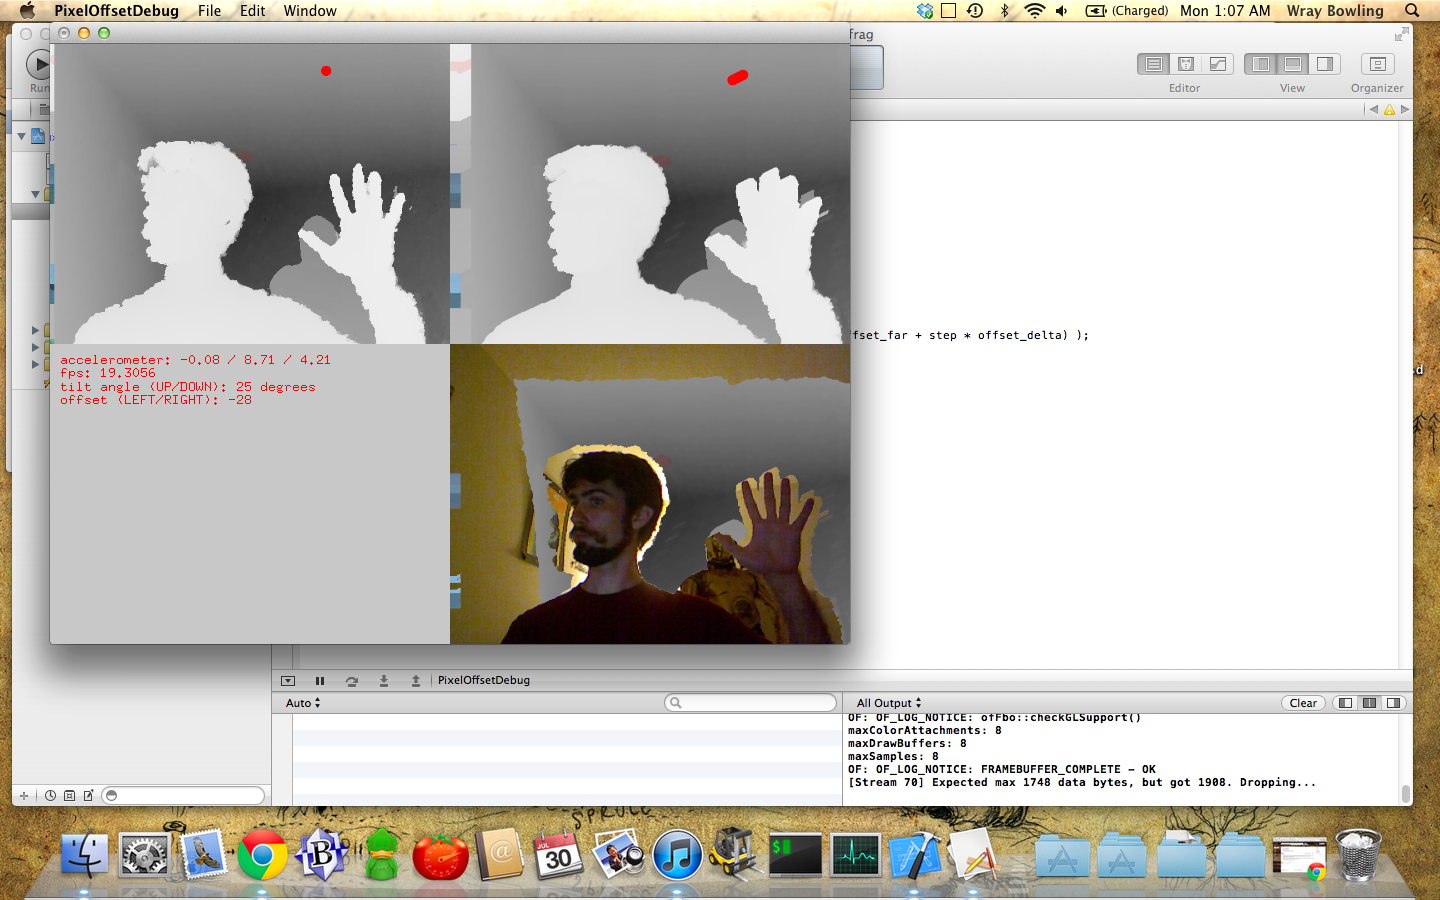 PixelOffsetDebug File Edit Window (Charged) Mon 1:07 AM Wray Bowling
frag
Run
Editor View Organizer
ffset_far + step * offset_delta) );
accelerometer: -0.08 / 8.71 / 4.21
fps: 19.3056
tilt angle (UP/DOWN): 25 degrees
offset (LEFT/RIGHT): -28
PixelOffsetDebug
Auto All Output Clear
OF: OF_LOG_NOTICE: ofFbo::checkGLSupport()
maxColorAttachments: 8
maxDrawBuffers: 8
maxSamples: 8
OF: OF_LOG_NOTICE: FRAMEBUFFER_COMPLETE - OK
[Stream 70] Expected max 1748 data bytes, but got 1908. Dropping...
SPRUCE
JUL
30